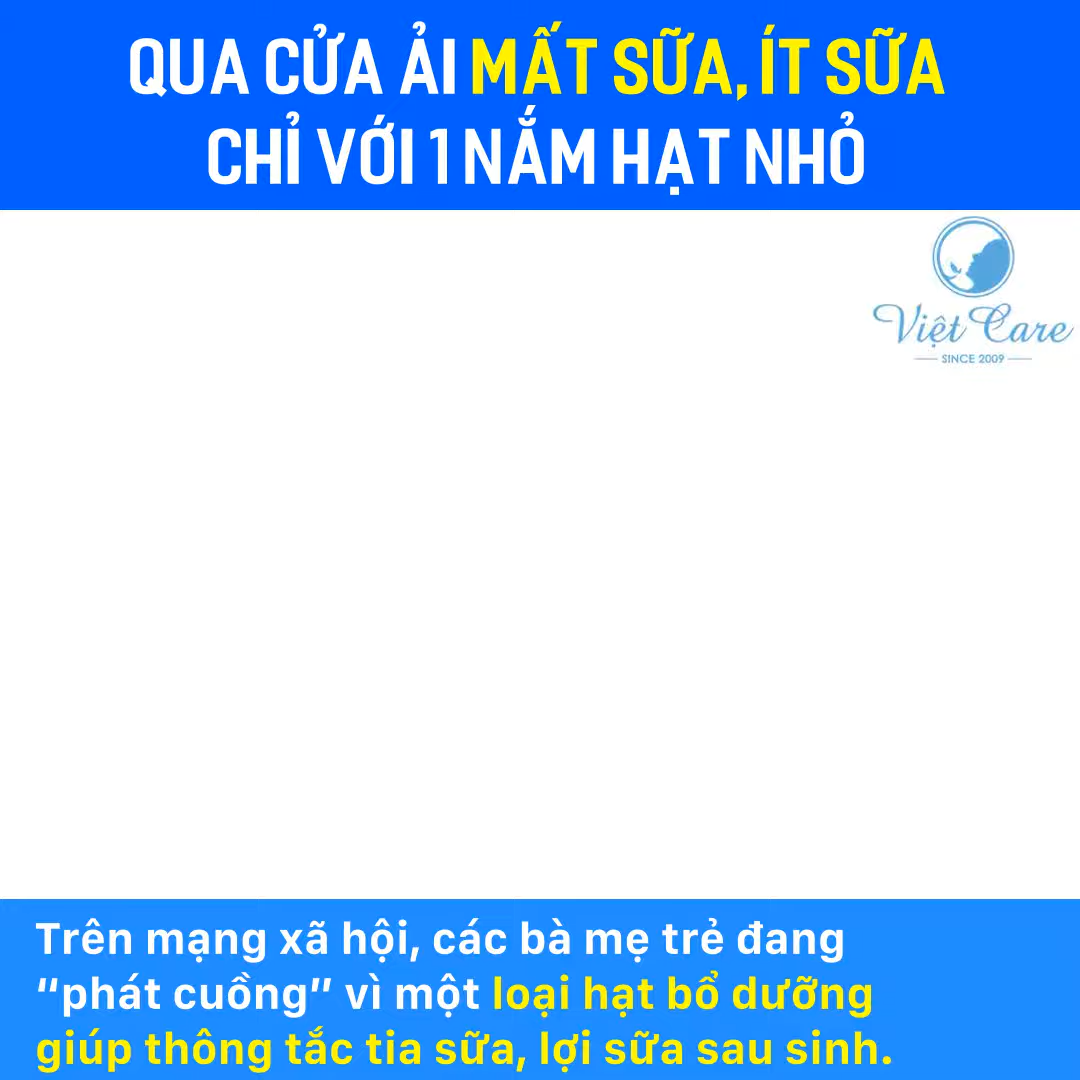 QUA CỬA ẢI MẤT SỮA, ÍT SỮA
CHỈ VỚI 1 NẮM HẠT NHỎ
Việt Care
SINCE 2009
Trên mạng xã hội, các bà mẹ trẻ đang
“phát cuồng” vì một loại hạt bổ dưỡng
giúp thông tắc tia sữa, lợi sữa sau sinh.